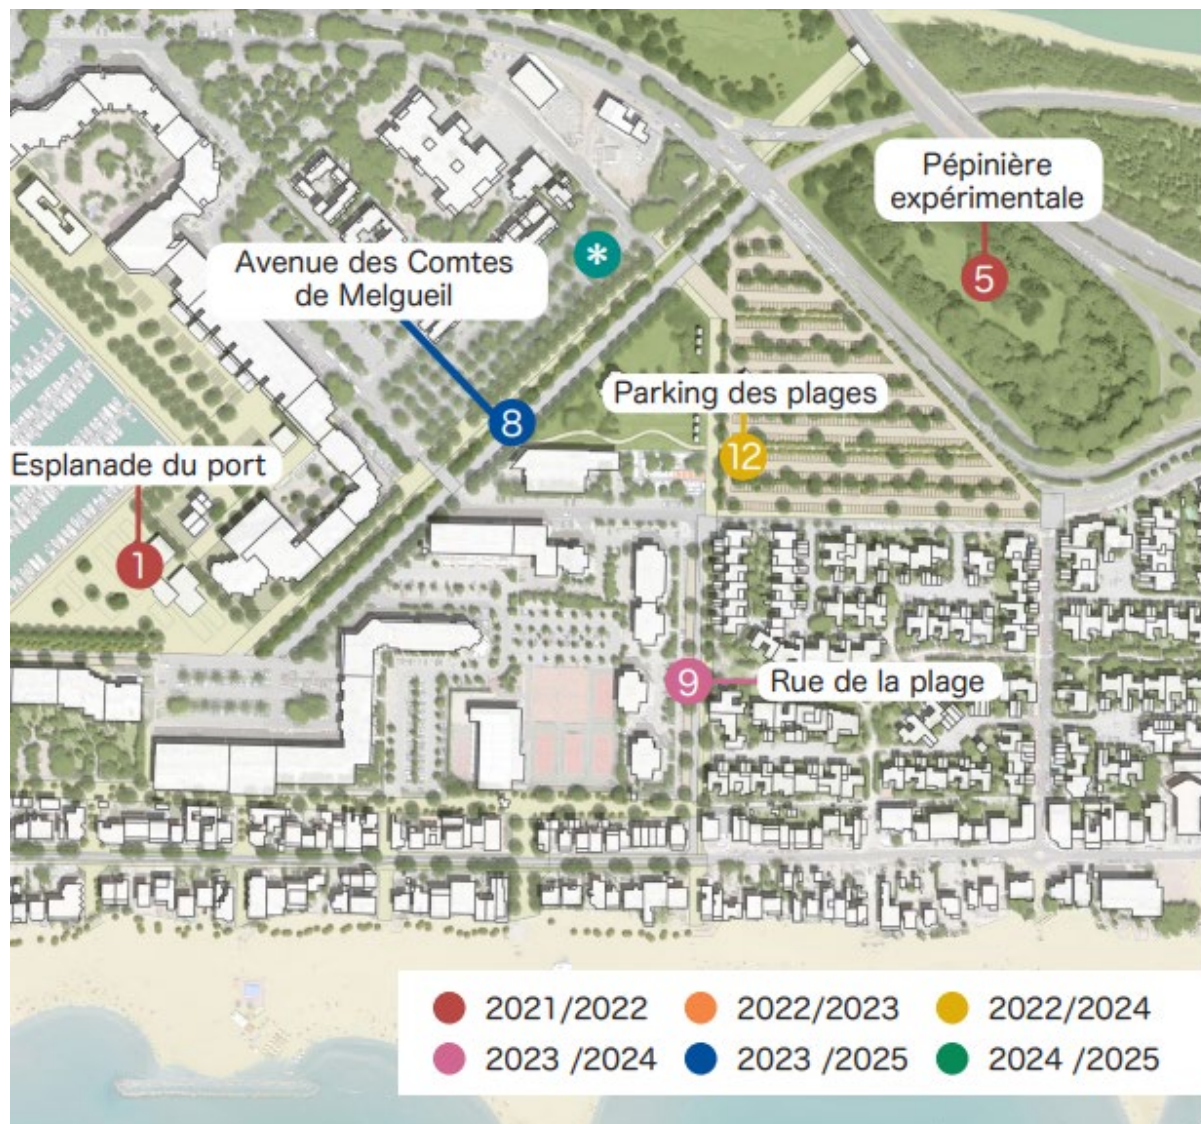 Pépinière
expérimentale
5
*
Avenue des Comtes
de Melgueil
8
Parking des plages
12
Esplanade du port
1
9
Rue de la plage
2021/2022
2022/2023
2022/2024
2023 /2024
2023 /2025
2024 /2025